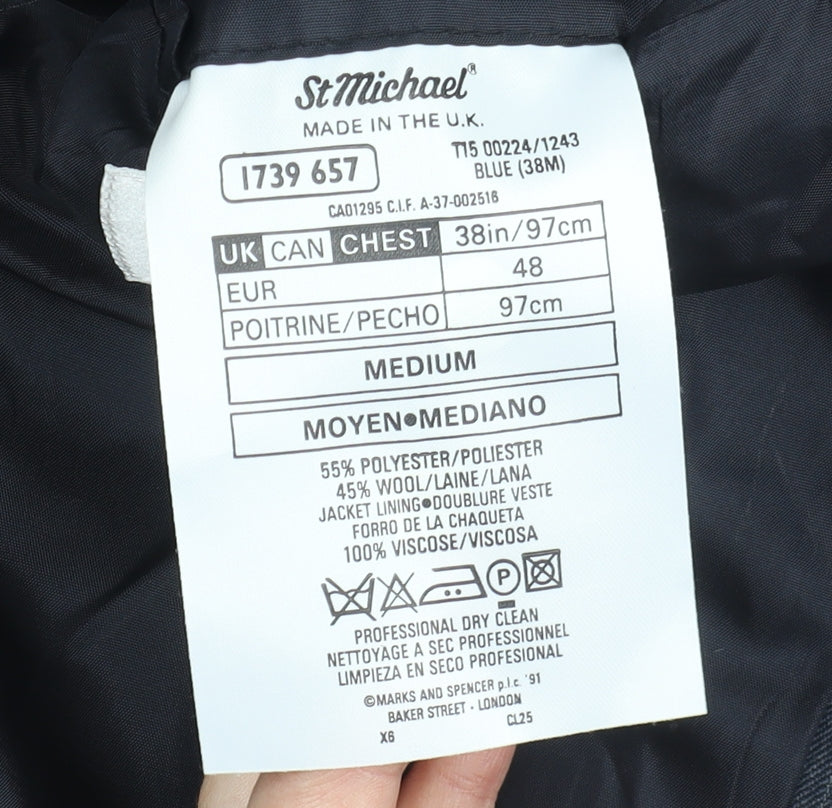 St Michael®
MADE IN THE U.K.
1739 657
T15 00224/1243
BLUE (38M)
CA01295 C.I.F. A-37-002516
UK CAN CHEST 38in/97cm
EUR 48
POITRINE/PECHO 97cm
MEDIUM
MOYEN●MEDIANO
55% POLYESTER/POLIESTER
45% WOOL/LAINE/LANA
JACKET LINING●DOUBLURE VESTE
FORRO DE LA CHAQUETA
100% VISCOSE/VISCOSA
P
PROFESSIONAL DRY CLEAN
NETTOYAGE A SEC PROFESSIONNEL
LIMPIEZA EN SECO PROFESIONAL
©MARKS AND SPENCER p.l.c. '91
BAKER STREET · LONDON
X6 CL25